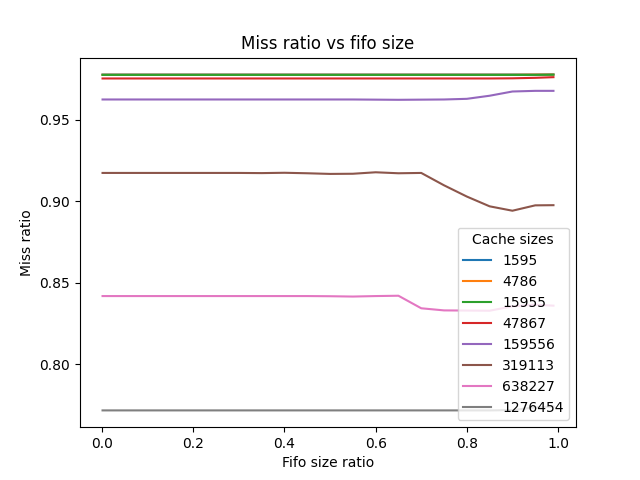 Miss ratio vs fifo size
Miss ratio
0.95
0.90
0.85
0.80
Cache sizes
1595
4786
15955
47867
159556
319113
638227
1276454
0.0 0.2 0.4 0.6 0.8 1.0
Fifo size ratio